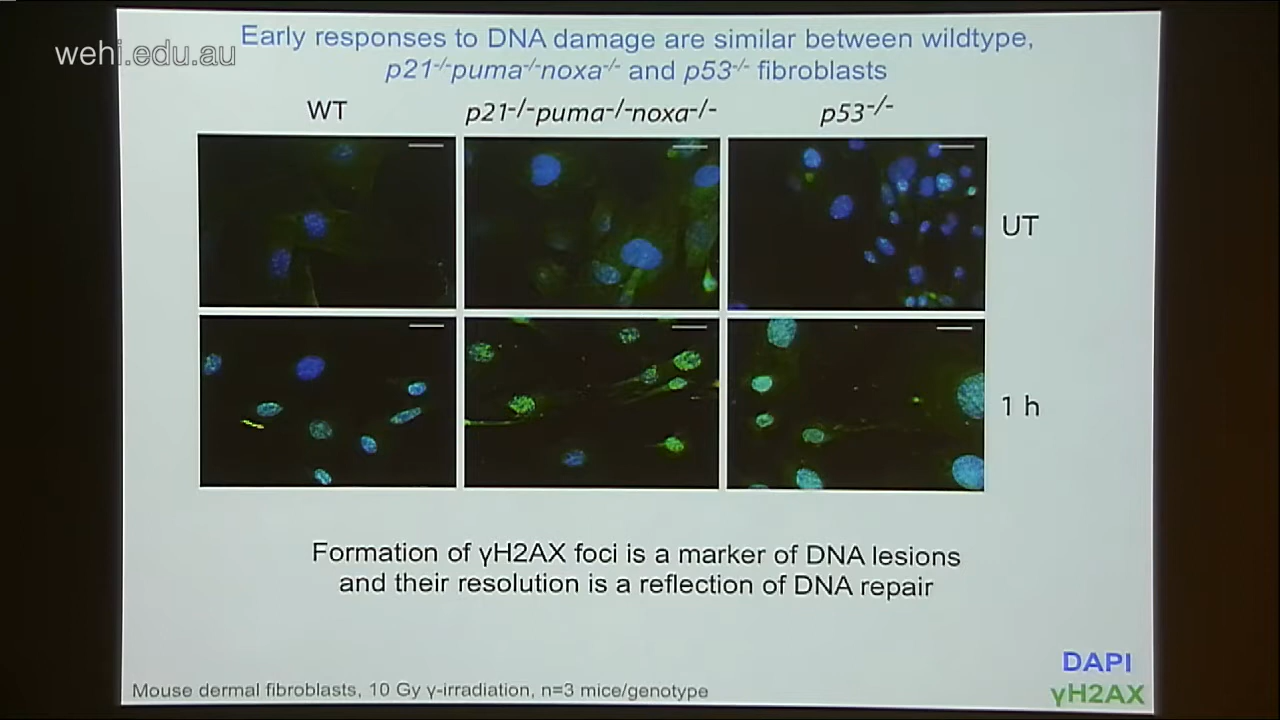 wehi.edu.au
Early responses to DNA damage are similar between wildtype,
p21-/-puma-/-noxa-/- and p53-/- fibroblasts
WT
p21-/-puma-/-noxa-/-
p53-/-
UT
1 h
Formation of γH2AX foci is a marker of DNA lesions
and their resolution is a reflection of DNA repair
DAPI
γH2AX
Mouse dermal fibroblasts, 10 Gy γ-irradiation, n=3 mice/genotype